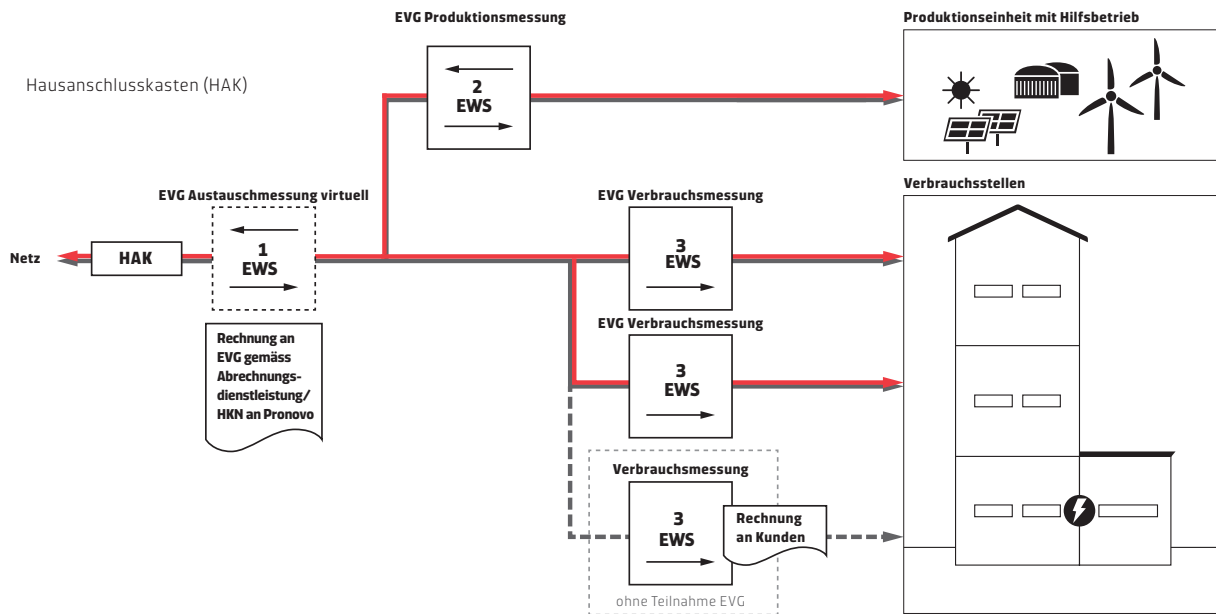 EVG Produktionsmessung
Produktionseinheit mit Hilfsbetrieb
Hausanschlusskasten (HAK)
2
EWS
EVG Austauschmessung virtuell
EVG Verbrauchsmessung
Verbrauchsstellen
Netz
HAK
1
EWS
3
EWS
EVG Verbrauchsmessung
Rechnung an
EVG gemäss
Abrechnungs-
dienstleistung/
HKN an Pronovo
3
EWS
Verbrauchsmessung
3
EWS
Rechnung
an Kunden
ohne Teilnahme EVG